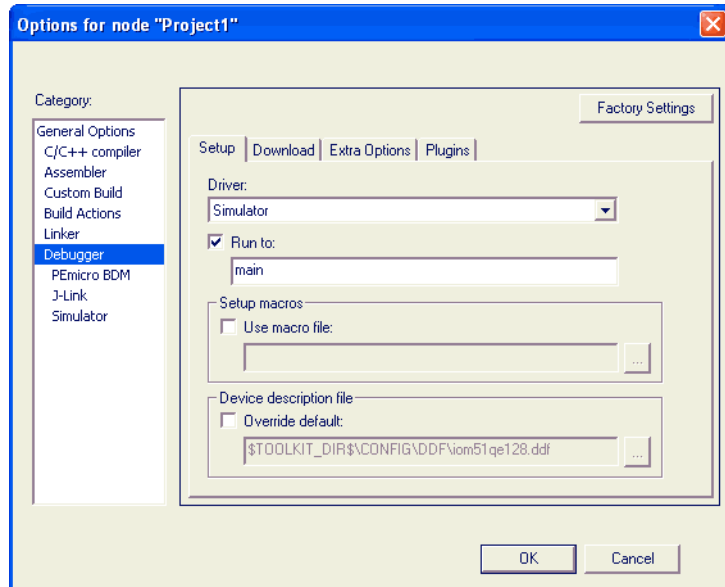 Options for node "Project1"
Category:
General Options
C/C++ compiler
Assembler
Custom Build
Build Actions
Linker
Debugger
PEmicro BDM
J-Link
Simulator
Factory Settings
Setup Download Extra Options Plugins
Driver:
Simulator
Run to:
main
Setup macros
Use macro file:
...
Device description file
Override default:
$TOOLKIT_DIR$\CONFIG\DDF\iom51qe128.ddf ...
OK Cancel